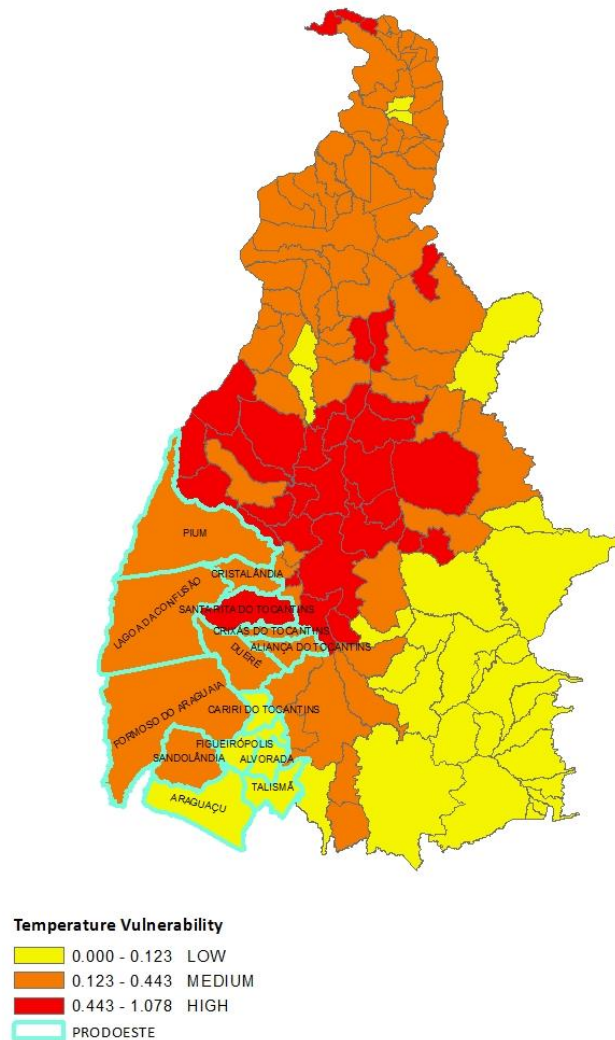 PIUM
CRISTALÂNDIA
LAGOA DA CONFUSÃO
SANTA RITA DO TOCANTINS
CRIXÁS DO TOCANTINS
DUERÉ
ALIANÇA DO TOCANTINS
FORMOSO DO ARAGUAIA
CARIRI DO TOCANTINS
FIGUEIRÓPOLIS
SANDOLÂNDIA
ALVORADA
ARAGUAÇU
TALISMÃ
Temperature Vulnerability
0.000 - 0.123 LOW
0.123 - 0.443 MEDIUM
0.443 - 1.078 HIGH
PRODOESTE